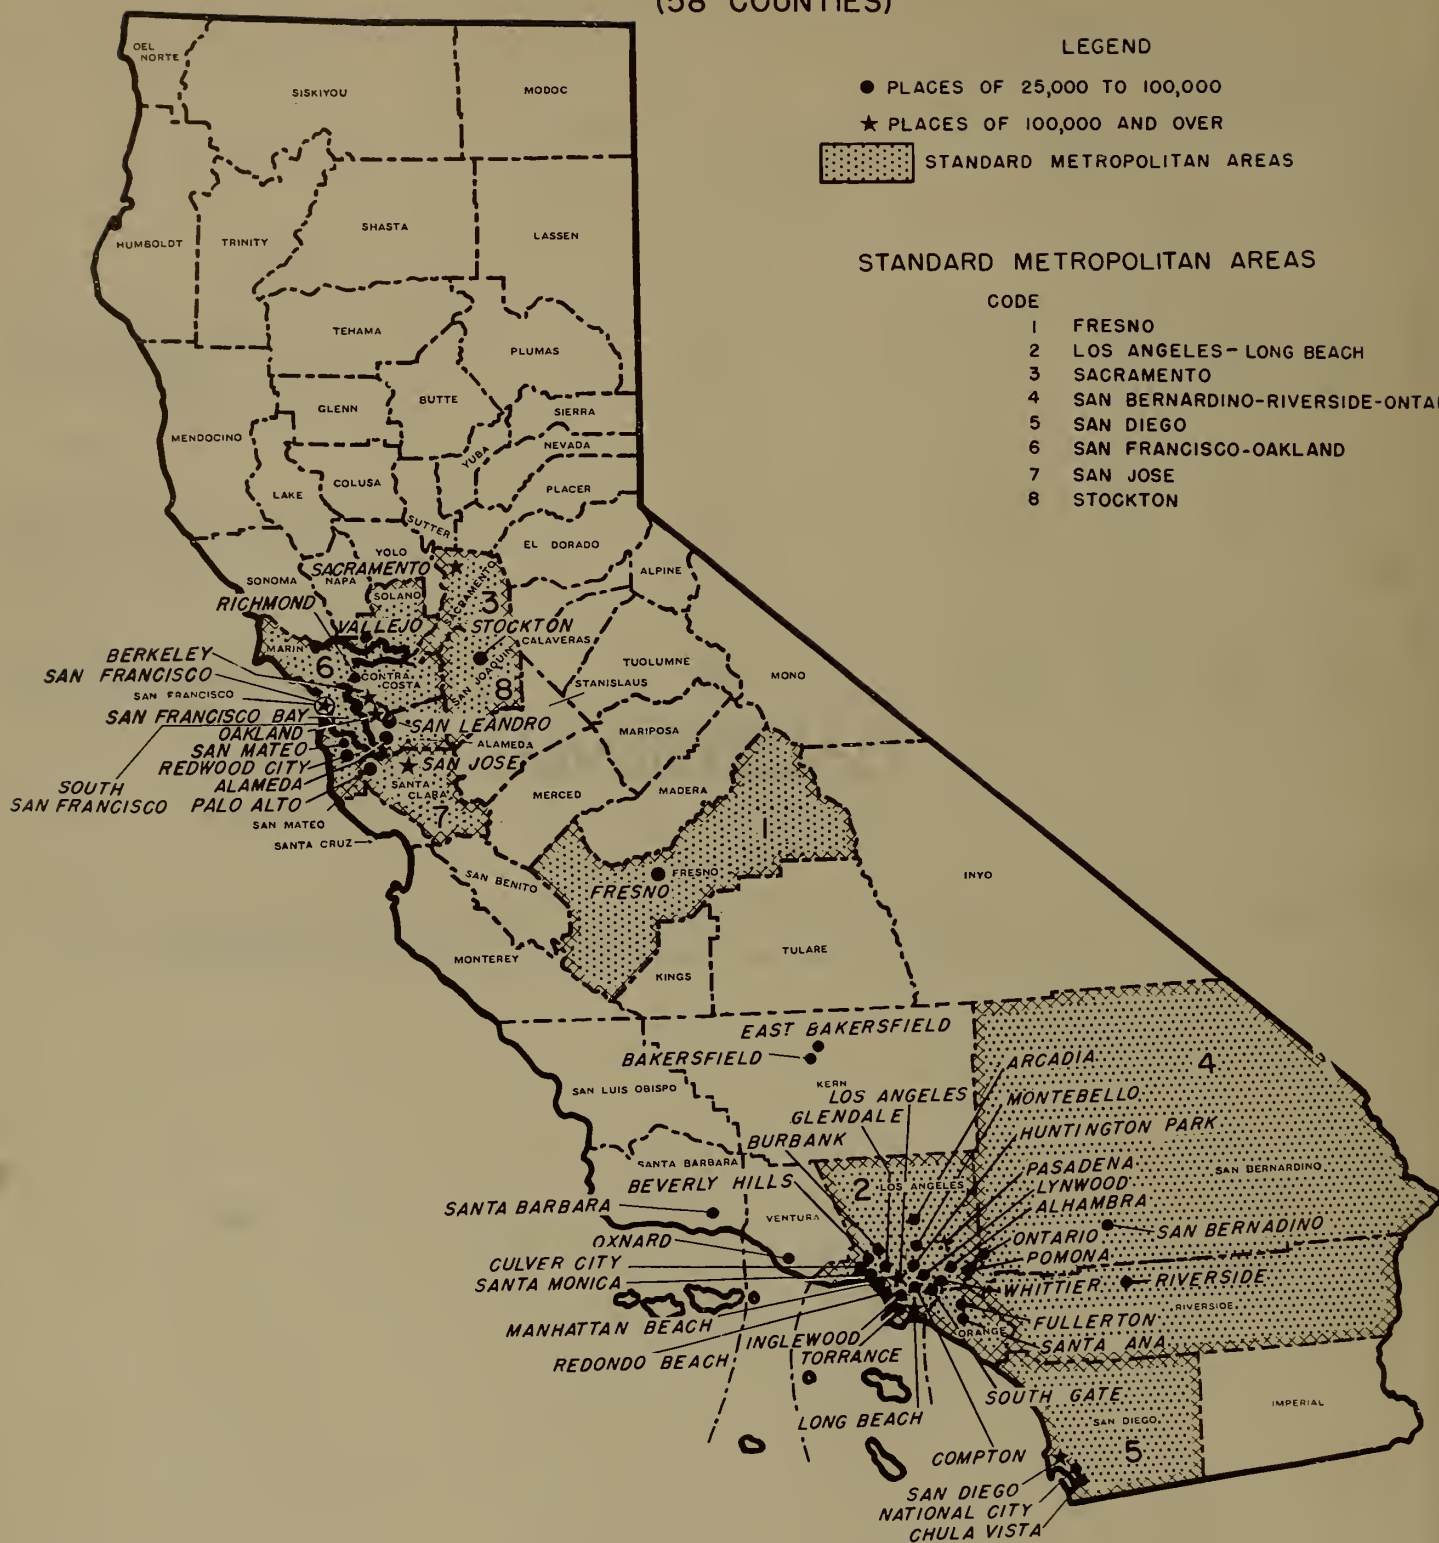 (58 COUNTIES)
LEGEND
PLACES OF 25,000 TO 100,000
PLACES OF 100,000 AND OVER
STANDARD METROPOLITAN AREAS
STANDARD METROPOLITAN AREAS
CODE
1 FRESNO
2 LOS ANGELES-LONG BEACH
3 SACRAMENTO
4 SAN BERNARDINO-RIVERSIDE-ONTA
5 SAN DIEGO
6 SAN FRANCISCO-OAKLAND
7 SAN JOSE
8 STOCKTON
DEL
NORTE
SISKIYOU
MODOC
HUMBOLDT
TRINITY
SHASTA
LASSEN
TEHAMA
PLUMAS
GLENN
BUTTE
SIERRA
MENDOCINO
YUBA
NEVADA
LAKE
COLUSA
PLACER
SUTTER
YOLO
EL DORADO
SONOMA
NAPA
SACRAMENTO
SACRAMENTO
ALPINE
SOLANO
3
RICHMOND
VALLEJO
STOCKTON
CALAVERAS
MARIN
6
BERKELEY
SAN FRANCISCO
CONTRA
COSTA
SAN JOAQUIN
8
TUOLUMNE
MONO
STANISLAUS
SAN FRANCISCO
SAN FRANCISCO BAY
SAN LEANDRO
OAKLAND
MARIPOSA
SAN MATEO
ALAMEDA
REDWOOD CITY
SAN JOSE
SOUTH
SAN FRANCISCO
ALAMEDA
PALO ALTO
SANTA
CLARA
7
MERCED
MADERA
SAN MATEO
SANTA CRUZ
1
SAN BENITO
FRESNO
FRESNO
INYO
MONTEREY
KINGS
TULARE
EAST BAKERSFIELD
BAKERSFIELD
KERN
SAN LUIS OBISPO
LOS ANGELES
GLENDALE
BURBANK
ARCADIA
4
MONTEBELLO
HUNTINGTON PARK
SANTA BARBARA
BEVERLY HILLS
2
LOS ANGELES
PASADENA
SAN BERNARDINO
LYNWOOD
ALHAMBRA
SANTA BARBARA
VENTURA
SAN BERNADINO
OXNARD
ONTARIO
CULVER CITY
POMONA
SANTA MONICA
WHITTIER
RIVERSIDE
RIVERSIDE
MANHATTAN BEACH
INGLEWOOD
FULLERTON
ORANGE
SANTA ANA
REDONDO BEACH
TORRANCE
SOUTH GATE
LONG BEACH
SAN DIEGO
IMPERIAL
5
COMPTON
SAN DIEGO
NATIONAL CITY
CHULA VISTA